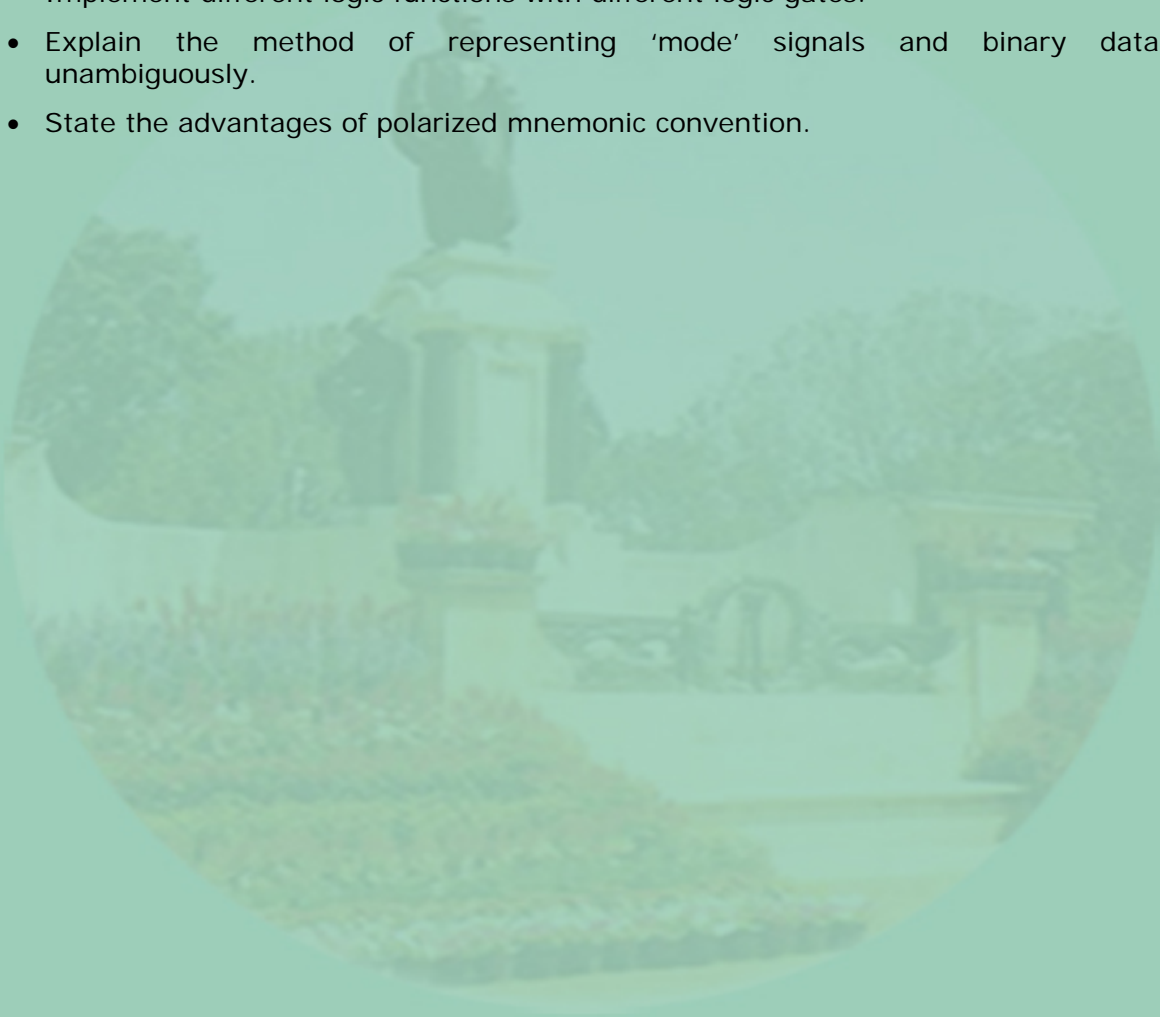 implement different logic functions with different logic gates.
• Explain the method of representing ‘mode’ signals and binary data
unambiguously.
• State the advantages of polarized mnemonic convention.